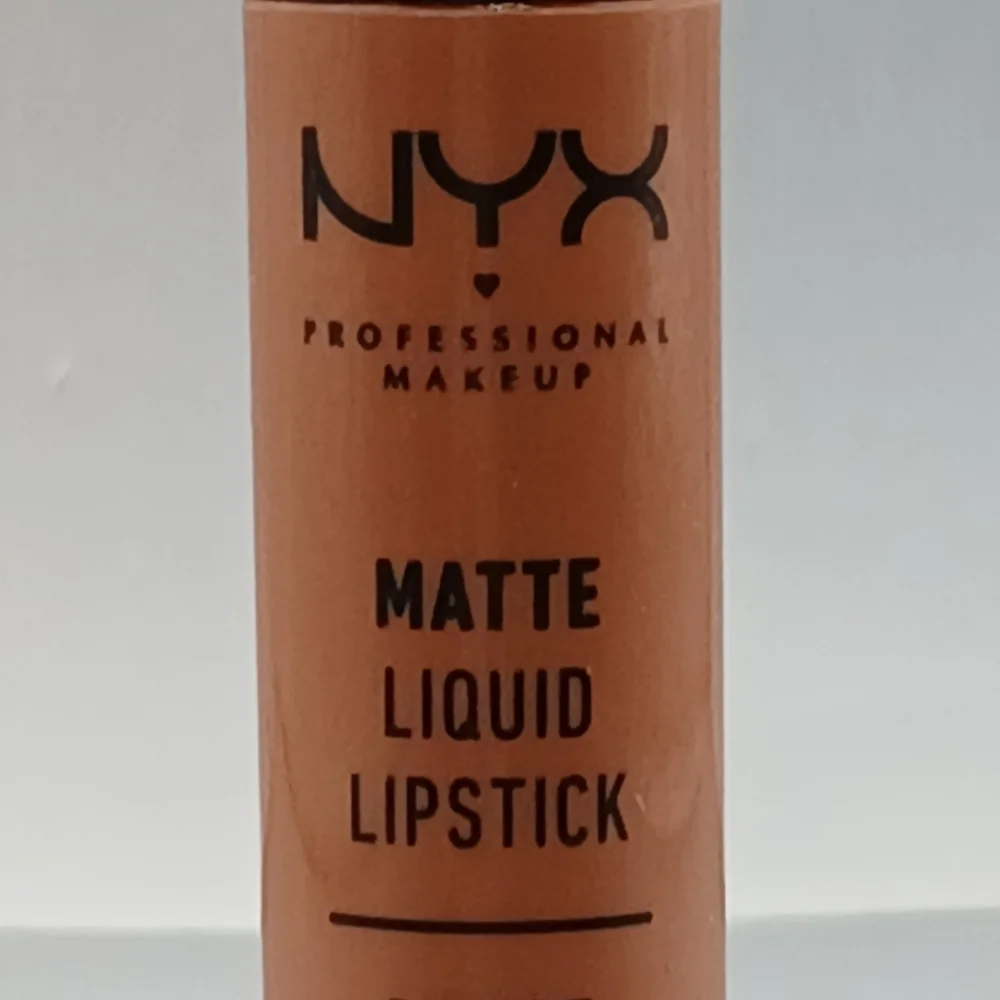 NYX
PROFESSIONAL
MAKEUP
MATTE
LIQUID
LIPSTICK